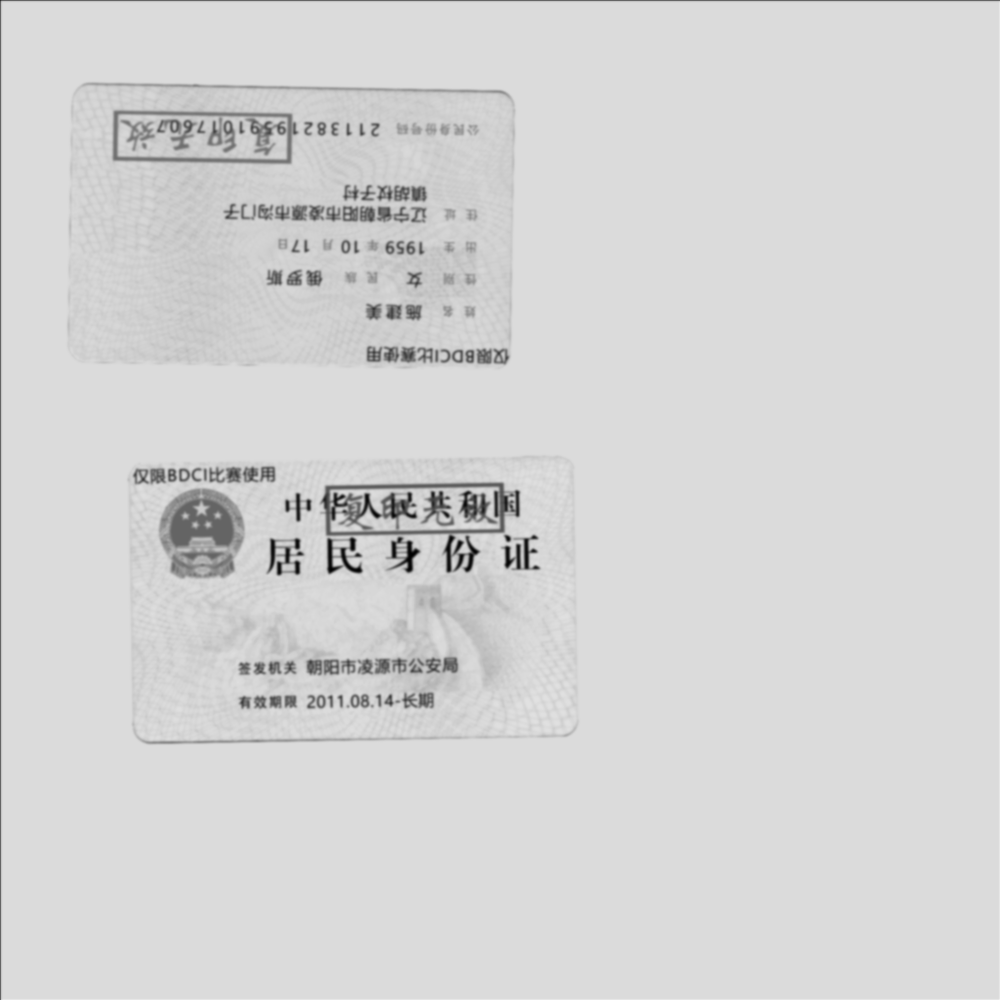 仅限BDCI比赛使用
姓名 施建美
性别 女 民族 俄罗斯
出生 1959 年 10 月 17 日
住址 辽宁省朝阳市凌源市沟门子
镇胡杖子村
公民身份号码 21138219591017607
复印无效
仅限BDCI比赛使用
中华人民共和国
复印无效
居民身份证
签发机关 朝阳市凌源市公安局
有效期限 2011.08.14-长期